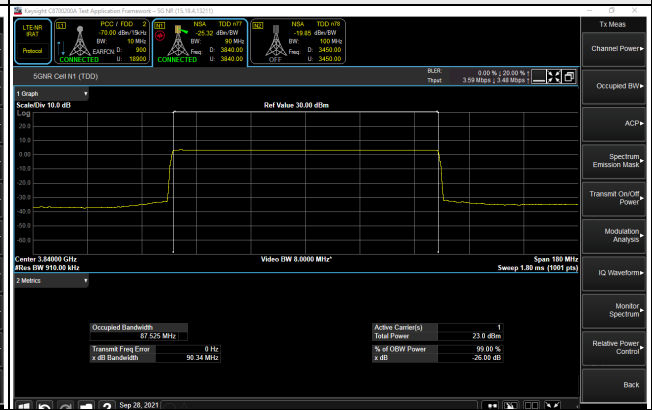 Keysight C8700200A Test Application Framework – 5G NR (15.19.4.13211)
LTE-NR
IRAT
Protocol
L1
PCC / FDD 2
-70.00 dBm/15kHz
BW: 10 MHz
EARFCN D: 900
CONNECTED U: 18900
N1
NSA TDD n77
-25.32 dBm/BW
BW: 90 MHz
Freq: D: 3840.00
CONNECTED U: 3840.00
N2
NSA TDD n78
-19.85 dBm/BW
BW: 100 MHz
Freq: D: 3450.00
OFF U: 3450.00
Tx Meas
5GNR Cell N1 (TDD)
BLER: 0.00 % ↓ 20.00 % ↑
Thput: 3.59 Mbps ↓ 3.48 Mbps ↑
1 Graph
Scale/Div 10.0 dB
Ref Value 30.00 dBm
Log
20.0
10.0
0.00
-10.0
-20.0
-30.0
-40.0
-50.0
-60.0
Center 3.84000 GHz
Video BW 8.0000 MHz*
Span 180 MHz
#Res BW 910.00 kHz
Sweep 1.80 ms (1001 pts)
2 Metrics
Occupied Bandwidth
87.525 MHz
Transmit Freq Error 0 Hz
x dB Bandwidth 90.34 MHz
Active Carrier(s) 1
Total Power 23.0 dBm
% of OBW Power 99.00 %
x dB -26.00 dB
Channel Power
Occupied BW
ACP
Spectrum
Emission Mask
Transmit On/Off
Power
Modulation
Analysis
IQ Waveform
Monitor
Spectrum
Relative Power
Control
Back
Sep 28, 2021